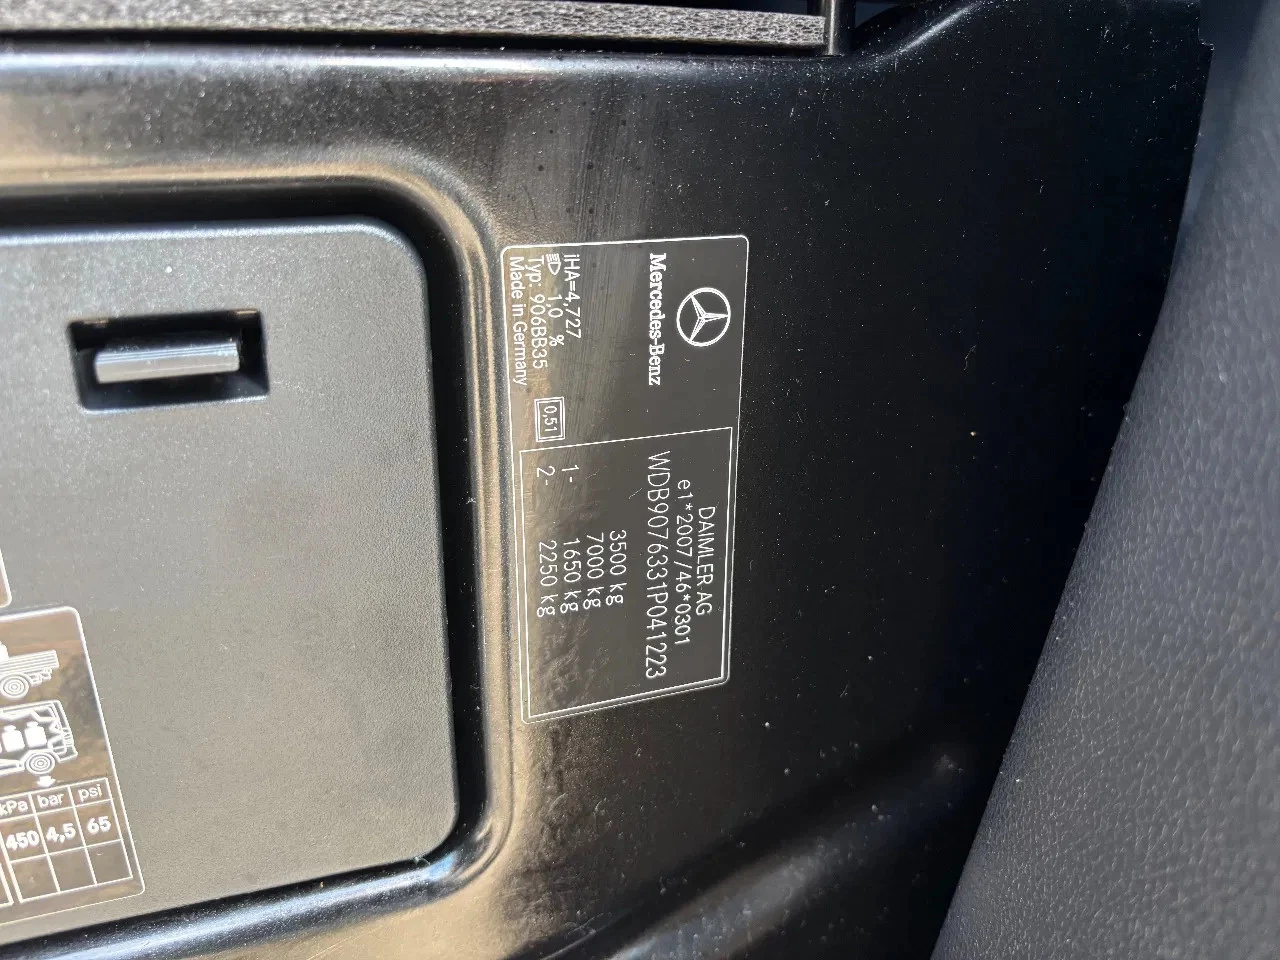 Mercedes-Benz
DAIMLER AG
e1*2007/46*0301
WDB9076331P041223
3500 kg
7000 kg
1- 1650 kg
2- 2250 kg
iHA=4,727
1,0 %
Typ: 906BB35
Made in Germany
0,51
kPa bar psi
450 4,5 65